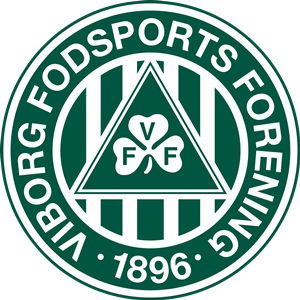 VIBORG FODSPORTS FORENING
· 1896 ·
V
F F